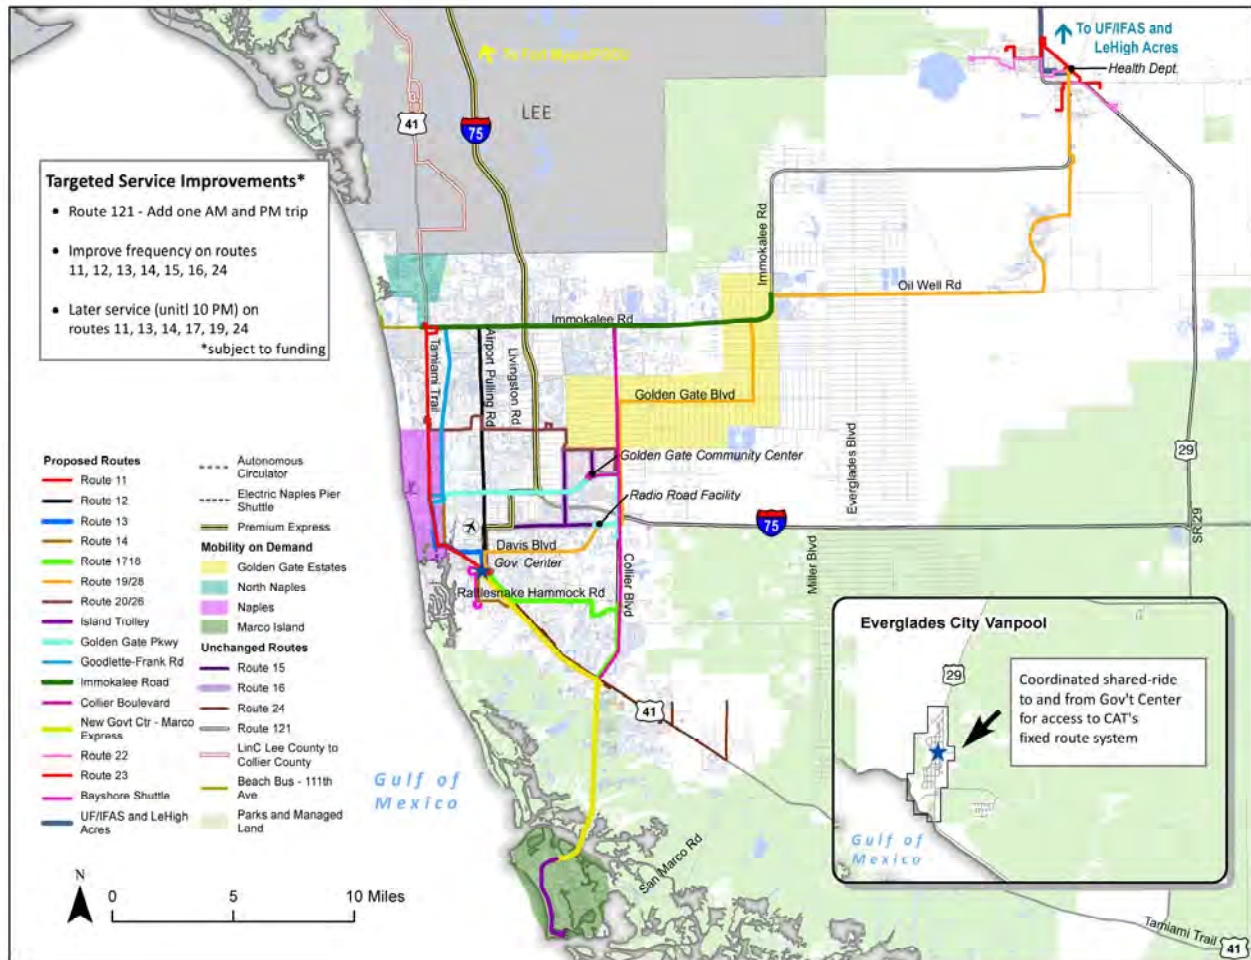 To UF/IFAS and
LeHigh Acres
Health Dept.
To Fort Myers/FGCU
LEE
41
75
Targeted Service Improvements*
• Route 121 - Add one AM and PM trip
• Improve frequency on routes
11, 12, 13, 14, 15, 16, 24
• Later service (unitl 10 PM) on
routes 11, 13, 14, 17, 19, 24
*subject to funding
Immokalee Rd
Oil Well Rd
Immokalee Rd
Tamiami Trail
Airport Pulling Rd
Livingston Rd
Golden Gate Blvd
Everglades Blvd
Golden Gate Community Center
Radio Road Facility
29
SR 29
75
Davis Blvd
Gov. Center
Miller Blvd
Collier Blvd
Rattlesnake Hammock Rd
41
San Marco Rd
Gulf of
Mexico
Proposed Routes
Route 11
Route 12
Route 13
Route 14
Route 1718
Route 19/28
Route 20/26
Island Trolley
Golden Gate Pkwy
Goodlette-Frank Rd
Immokalee Road
Collier Boulevard
New Govt Ctr - Marco
Express
Route 22
Route 23
Bayshore Shuttle
UF/IFAS and LeHigh
Acres
Autonomous
Circulator
Electric Naples Pier
Shuttle
Premium Express
Mobility on Demand
Golden Gate Estates
North Naples
Naples
Marco Island
Unchanged Routes
Route 15
Route 16
Route 24
Route 121
LinC Lee County to
Collier County
Beach Bus - 111th
Ave
Parks and Managed
Land
N
0 5 10 Miles
Everglades City Vanpool
29
Coordinated shared-ride
to and from Gov't Center
for access to CAT's
fixed route system
Gulf of
Mexico
Tamiami Trail
41